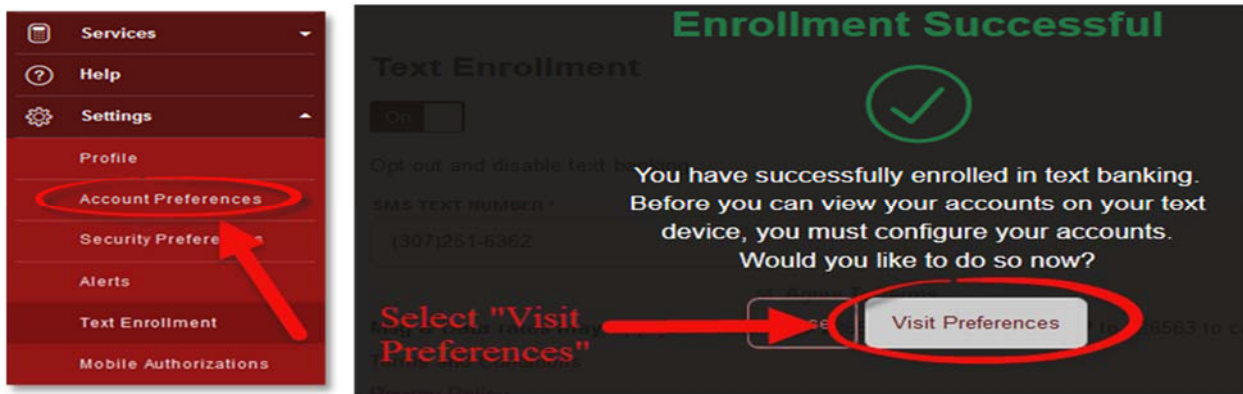 Services
Help
Settings
Profile
Account Preferences
Security
Alerts
Text Enrollment
Mobile Authorizations
Enrollment Successful
Text Enrollment
On
Opt out and disable text banking
You have successfully enrolled in text banking.
Before you can view your accounts on your text
device, you must configure your accounts.
Would you like to do so now?
SMS TEXT NUMBER*
(307)251-6362
Select "Visit
Preferences"
Visit Preferences
Terms and Conditions
Privacy Policy